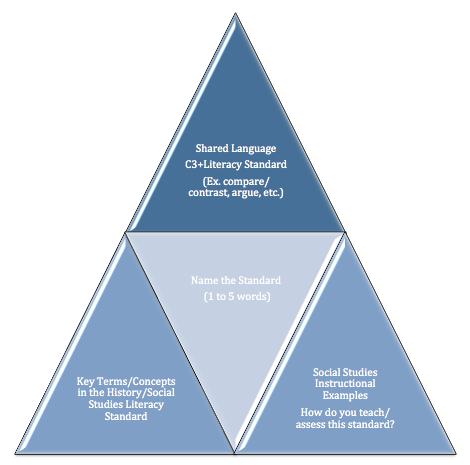 Shared Language
C3+Literacy Standard
(Ex. compare/
contrast, argue, etc.)
Name the Standard
(1 to 5 words)
Key Terms/Concepts
in the History/Social
Studies Literacy
Standard
Social Studies
Instructional
Examples
How do you teach/
assess this standard?